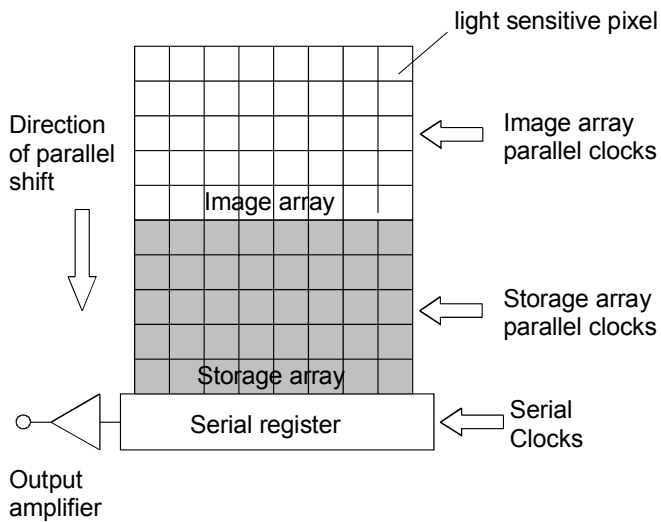 light sensitive pixel
Direction
of parallel
shift
Image array
parallel clocks
Image array
Storage array
parallel clocks
Storage array
Serial register
Serial
Clocks
Output
amplifier